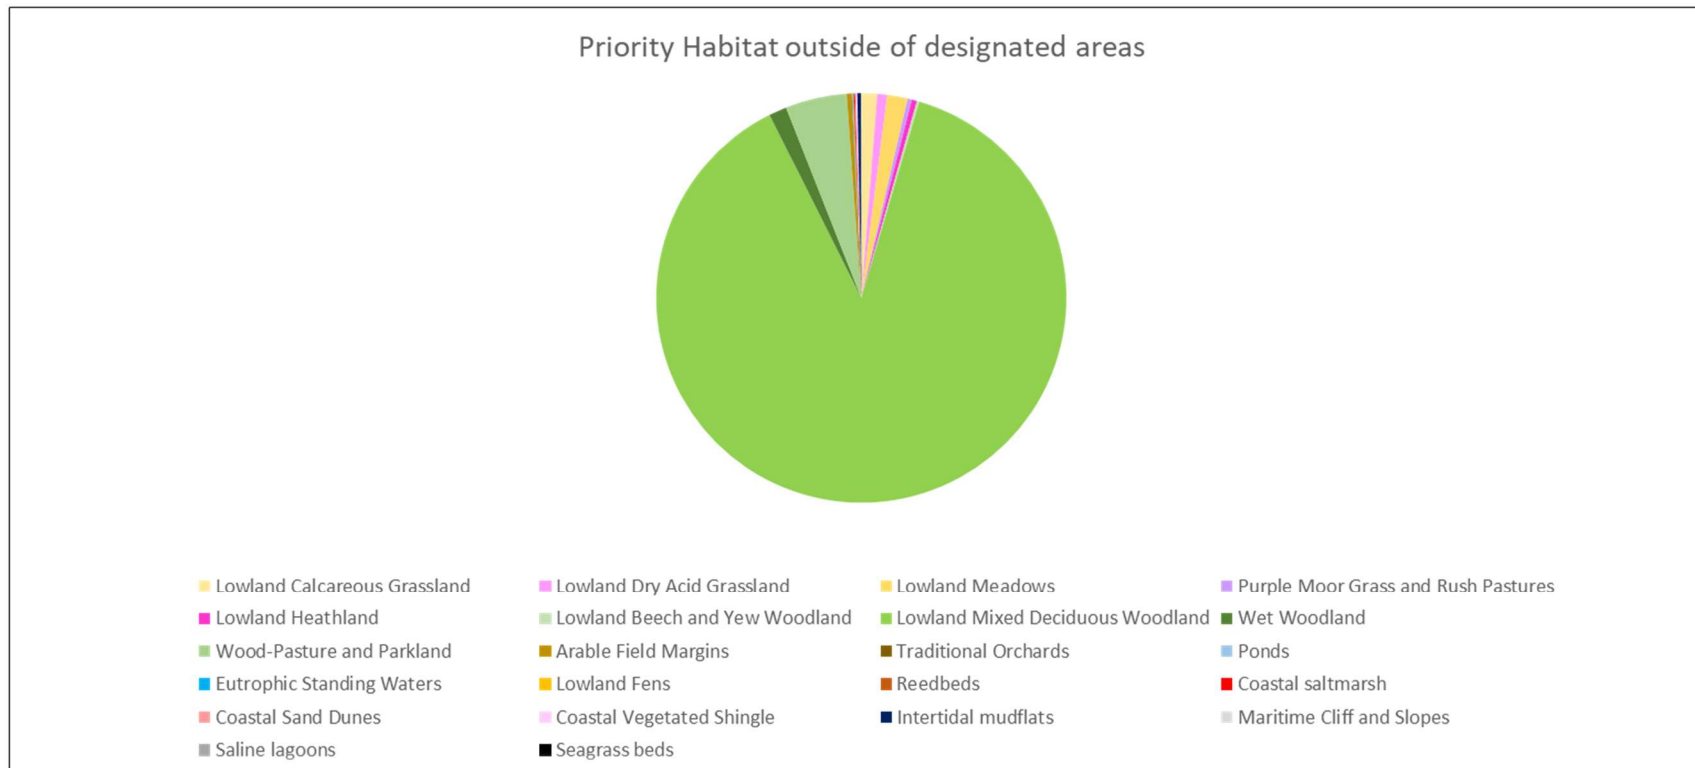 Priority Habitat outside of designated areas
Lowland Calcareous Grassland Lowland Dry Acid Grassland Lowland Meadows Purple Moor Grass and Rush Pastures
Lowland Heathland Lowland Beech and Yew Woodland Lowland Mixed Deciduous Woodland Wet Woodland
Wood-Pasture and Parkland Arable Field Margins Traditional Orchards Ponds
Eutrophic Standing Waters Lowland Fens Reedbeds Coastal saltmarsh
Coastal Sand Dunes Coastal Vegetated Shingle Intertidal mudflats Maritime Cliff and Slopes
Saline lagoons Seagrass beds